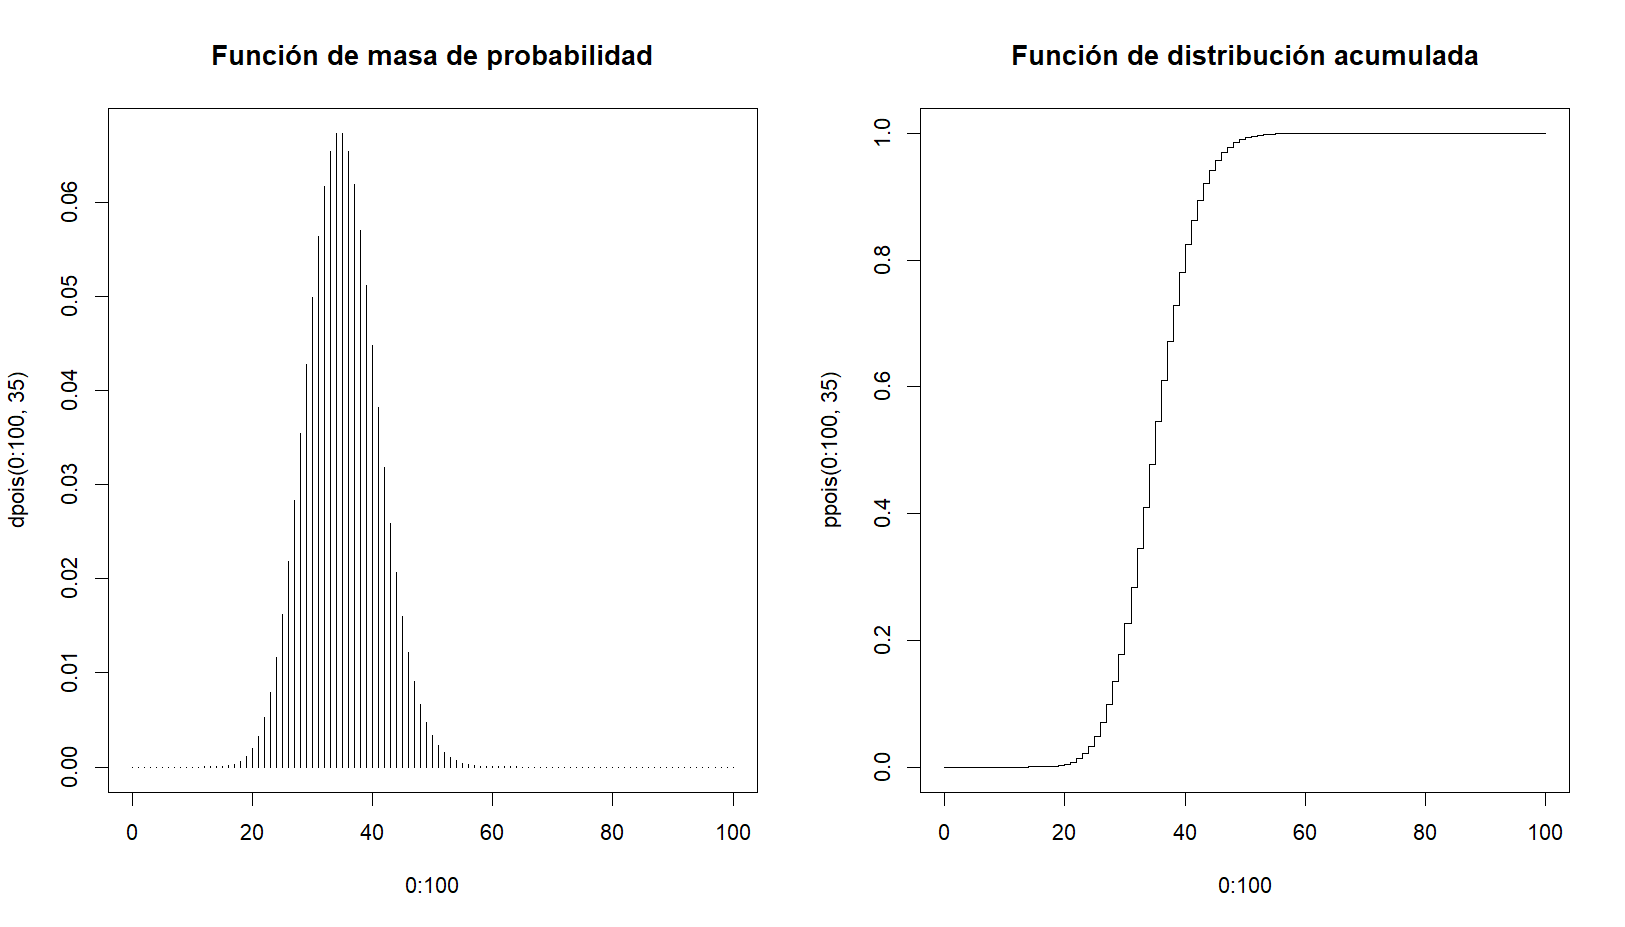 Función de masa de probabilidad
dpois(0:100, 35)
0.06
0.05
0.04
0.03
0.02
0.01
0.00
0 20 40 60 80 100
0:100
Función de distribución acumulada
ppois(0:100, 35)
1.0
0.8
0.6
0.4
0.2
0.0
0 20 40 60 80 100
0:100